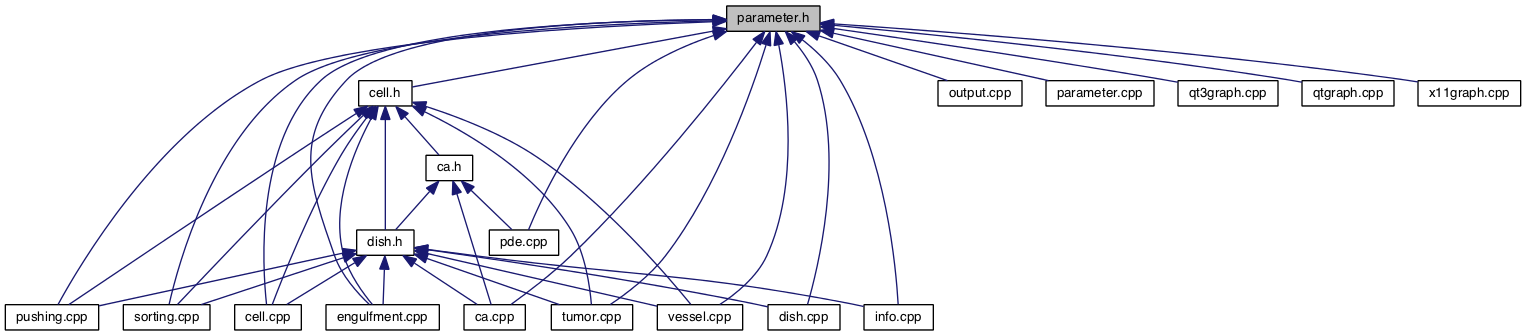 parameter.h
cell.h
output.cpp
parameter.cpp
qt3graph.cpp
qtgraph.cpp
x11graph.cpp
ca.h
dish.h
pde.cpp
pushing.cpp
sorting.cpp
cell.cpp
engulfment.cpp
ca.cpp
tumor.cpp
vessel.cpp
dish.cpp
info.cpp